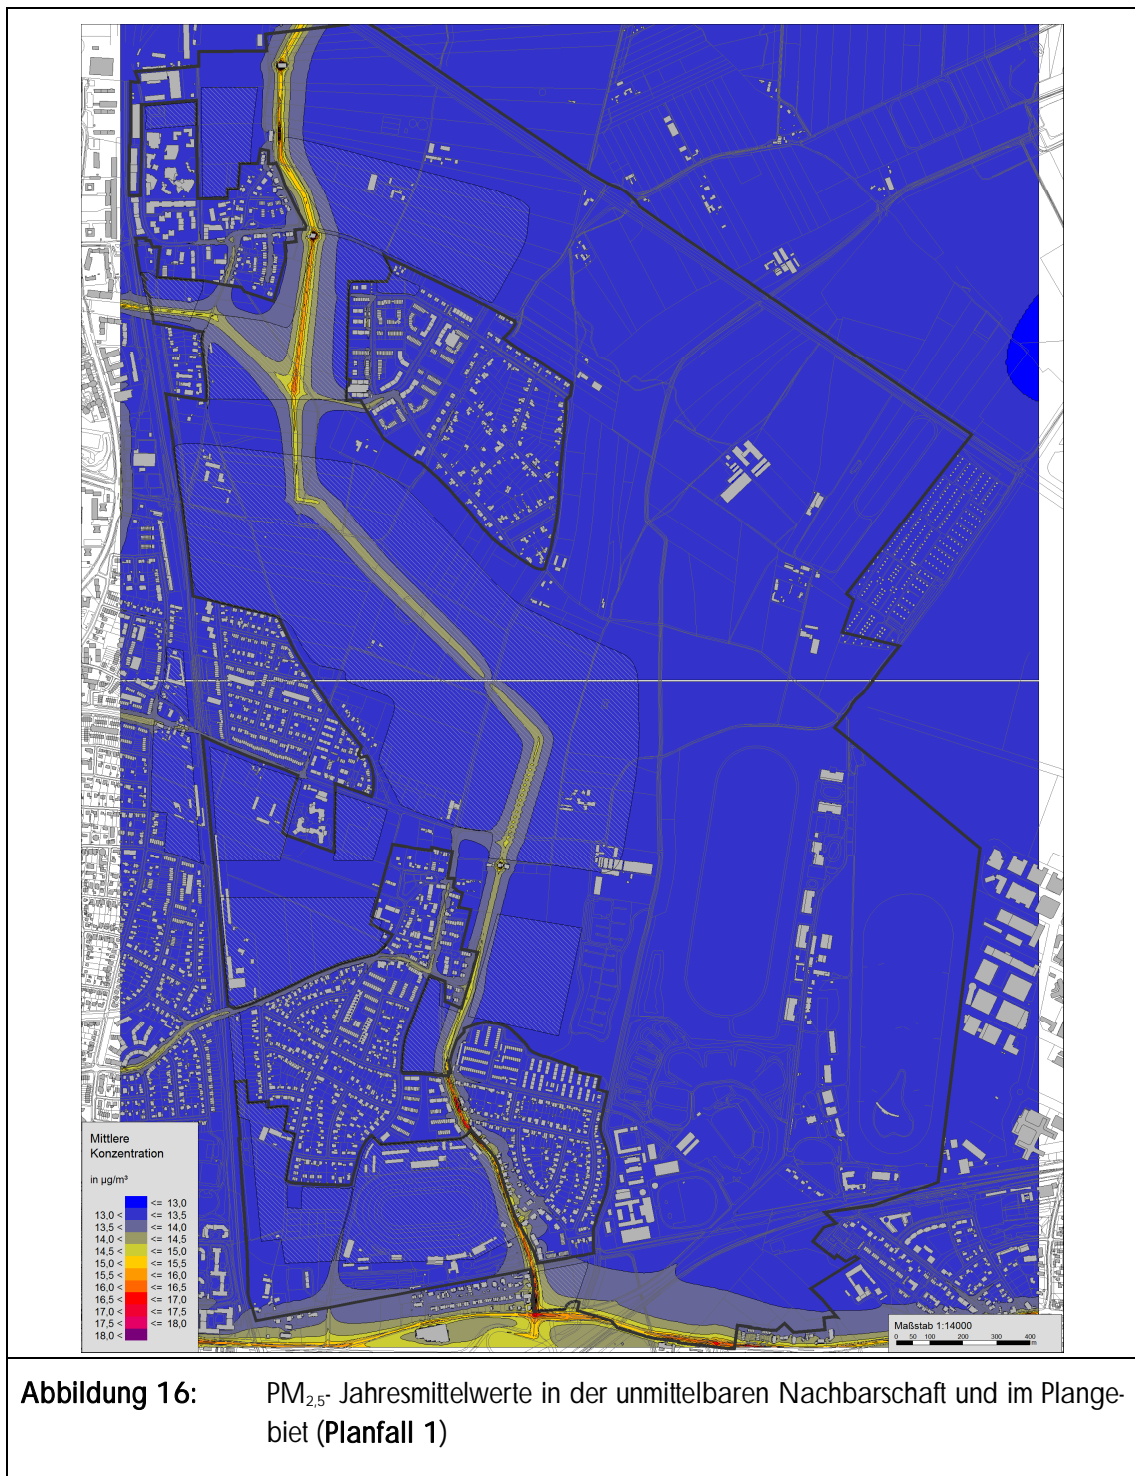 Mittlere
Konzentration
in µg/m³
<= 13,0
13,0 < <= 13,5
13,5 < <= 14,0
14,0 < <= 14,5
14,5 < <= 15,0
15,0 < <= 15,5
15,5 < <= 16,0
16,0 < <= 16,5
16,5 < <= 17,0
17,0 < <= 17,5
17,5 < <= 18,0
18,0 <
Maßstab 1:14000
0 50 100 200 300 400
m
Abbildung 16: PM2,5- Jahresmittelwerte in der unmittelbaren Nachbarschaft und im Plange-
biet (Planfall 1)